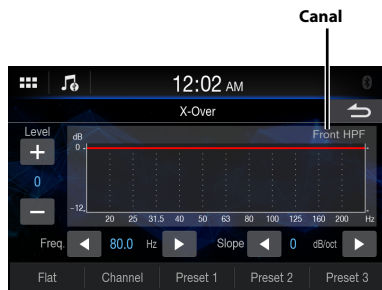 Canal
12:02 AM
X-Over
Level
dB
Front HPF
0
0
-12
20 25 31.5 40 50 63 80 100 125 160 200 Hz
Freq. 80.0 Hz Slope 0 dB/oct
Flat Channel Preset 1 Preset 2 Preset 3